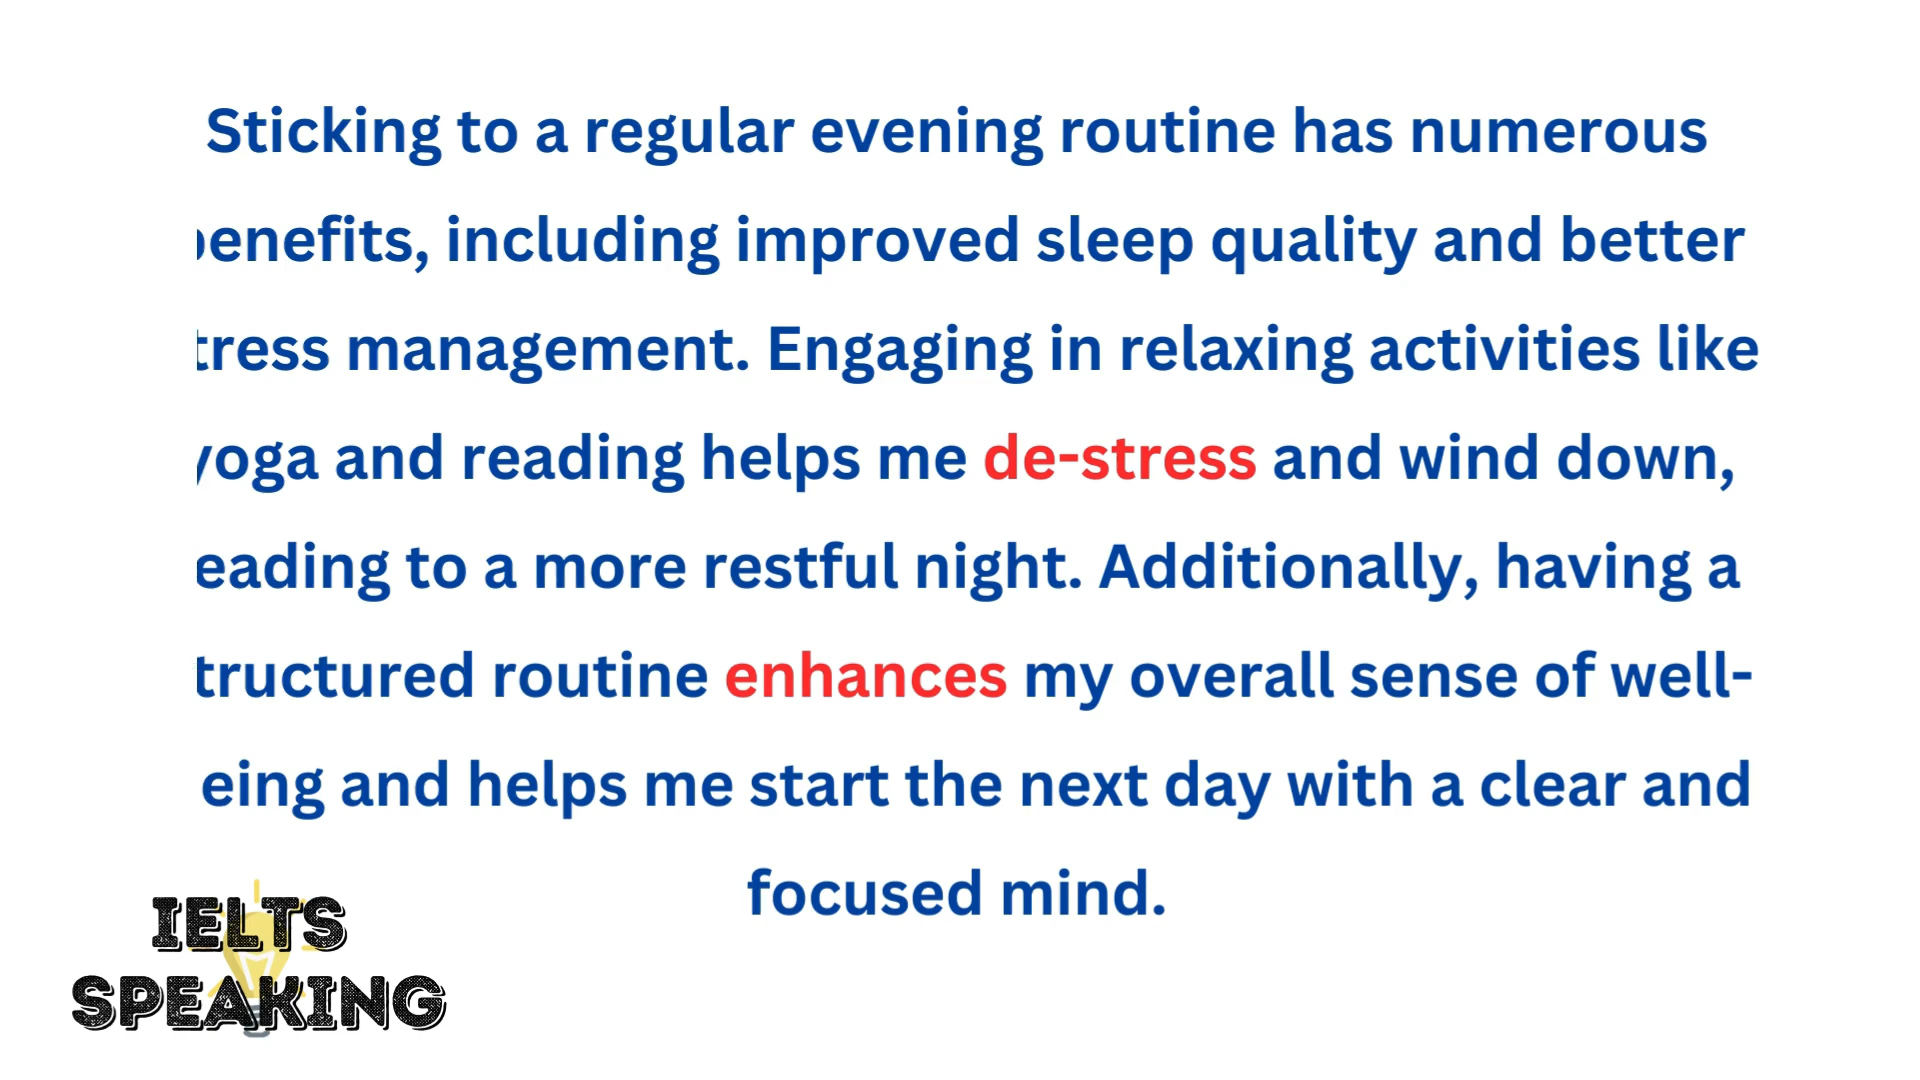 Sticking to a regular evening routine has numerous
benefits, including improved sleep quality and better
tress management. Engaging in relaxing activities like
yoga and reading helps me de-stress and wind down,
eading to a more restful night. Additionally, having a
tructured routine enhances my overall sense of well-
eing and helps me start the next day with a clear and
focused mind.
IELTS
SPEAKING